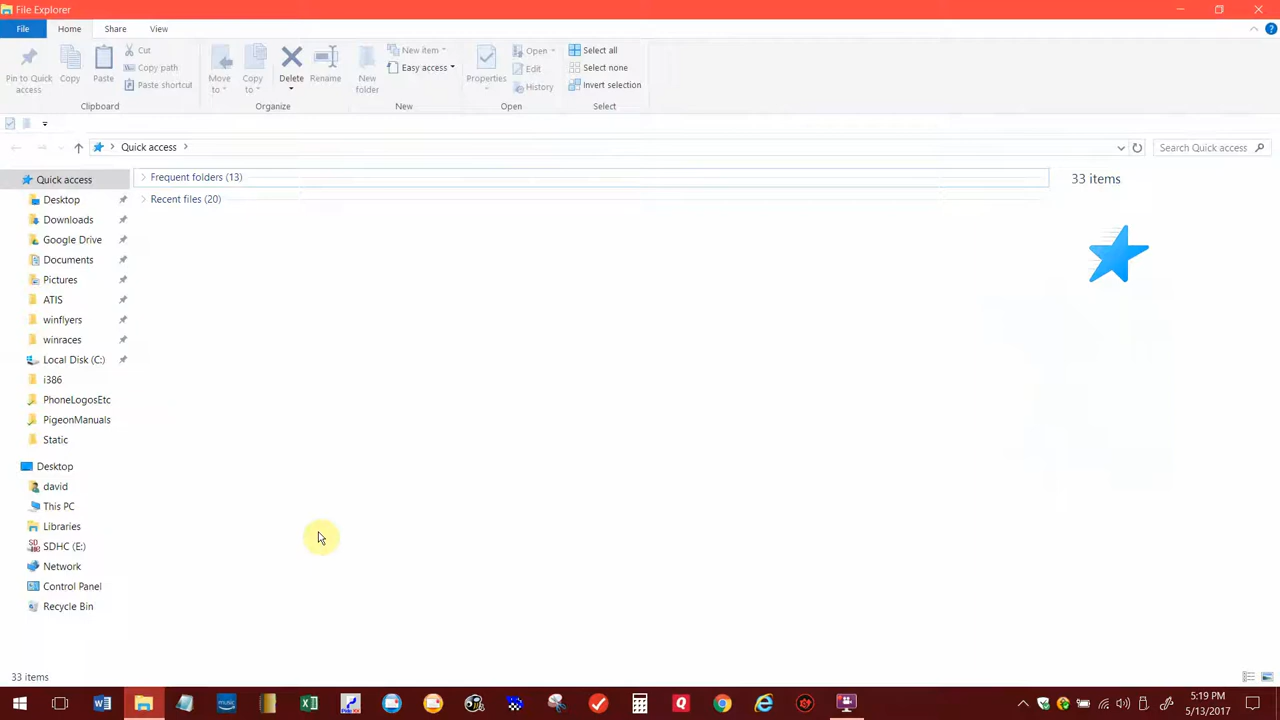 File Explorer
File Home Share View
Pin to Quick access
Copy
Paste
Cut
Copy path
Paste shortcut
Clipboard
Move to
Copy to
Delete
Rename
Organize
New folder
New item
Easy access
New
Properties
Open
Edit
History
Open
Select all
Select none
Invert selection
Select
Quick access
Search Quick access
Quick access
Desktop
Downloads
Google Drive
Documents
Pictures
ATIS
winflyers
winraces
Local Disk (C:)
i386
PhoneLogosEtc
PigeonManuals
Static
Desktop
david
This PC
Libraries
SD HC
SDHC (E:)
Network
Control Panel
Recycle Bin
Frequent folders (13)
Recent files (20)
33 items
33 items
music
5:19 PM
5/13/2017